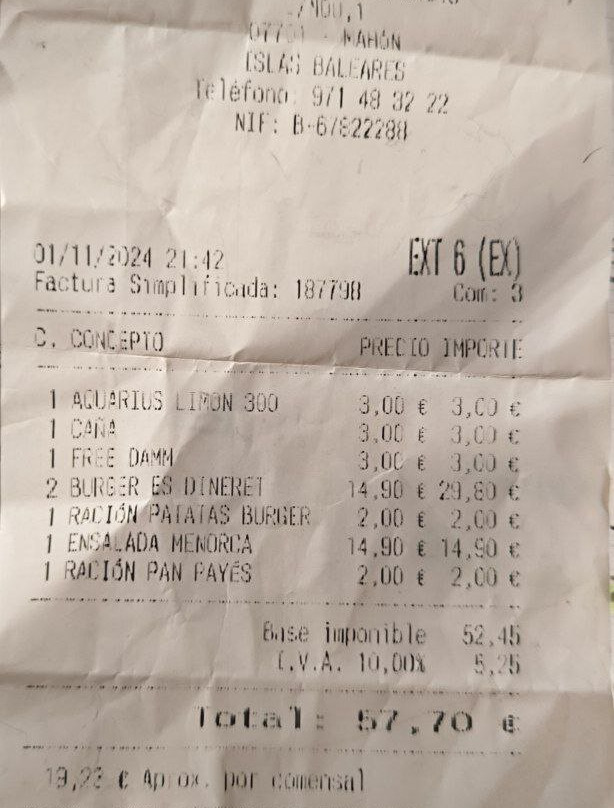 MAHÓN
ISLAS BALEARES
Teléfono: 971 48 32 22
NIF: B-67822288
01/11/2024 21:42 EXT 6 (EX)
Factura Simplificada: 187798 Com: 3
C. CONCEPTO PRECIO IMPORTE
1 AQUARIUS LIMON 300 3,00 € 3,00 €
1 CAÑA 3,00 € 3,00 €
1 FREE DAMM 3,00 € 3,00 €
2 BURGER ES DINERET 14,90 € 29,80 €
1 RACIÓN PATATAS BURGER 2,00 € 2,00 €
1 ENSALADA MENORCA 14,90 € 14,90 €
1 RACIÓN PAN PAYÉS 2,00 € 2,00 €
Base imponible 52,45
I.V.A. 10,00% 5,25
Total: 57,70 €
19,23 € Aprox. por comensal